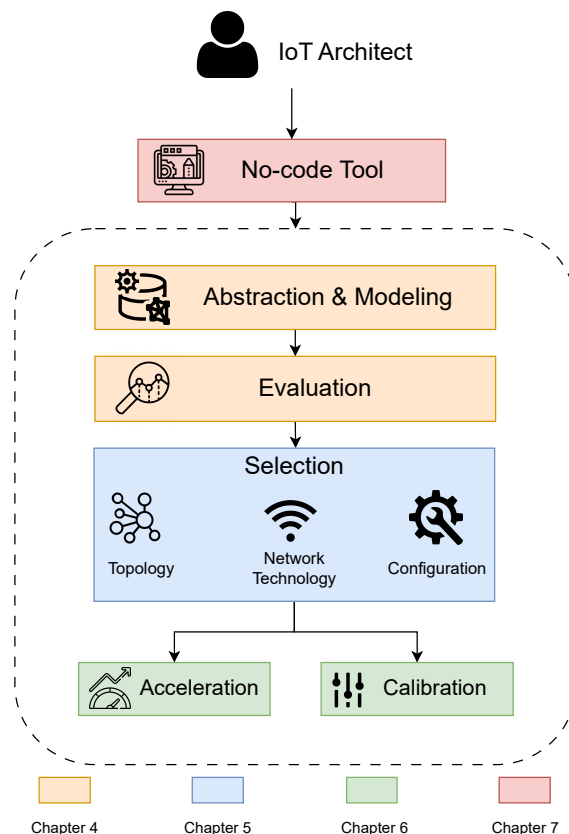 IoT Architect
No-code Tool
Abstraction & Modeling
Evaluation
Selection
Topology
Network
Technology
Configuration
Acceleration
Calibration
Chapter 4
Chapter 5
Chapter 6
Chapter 7